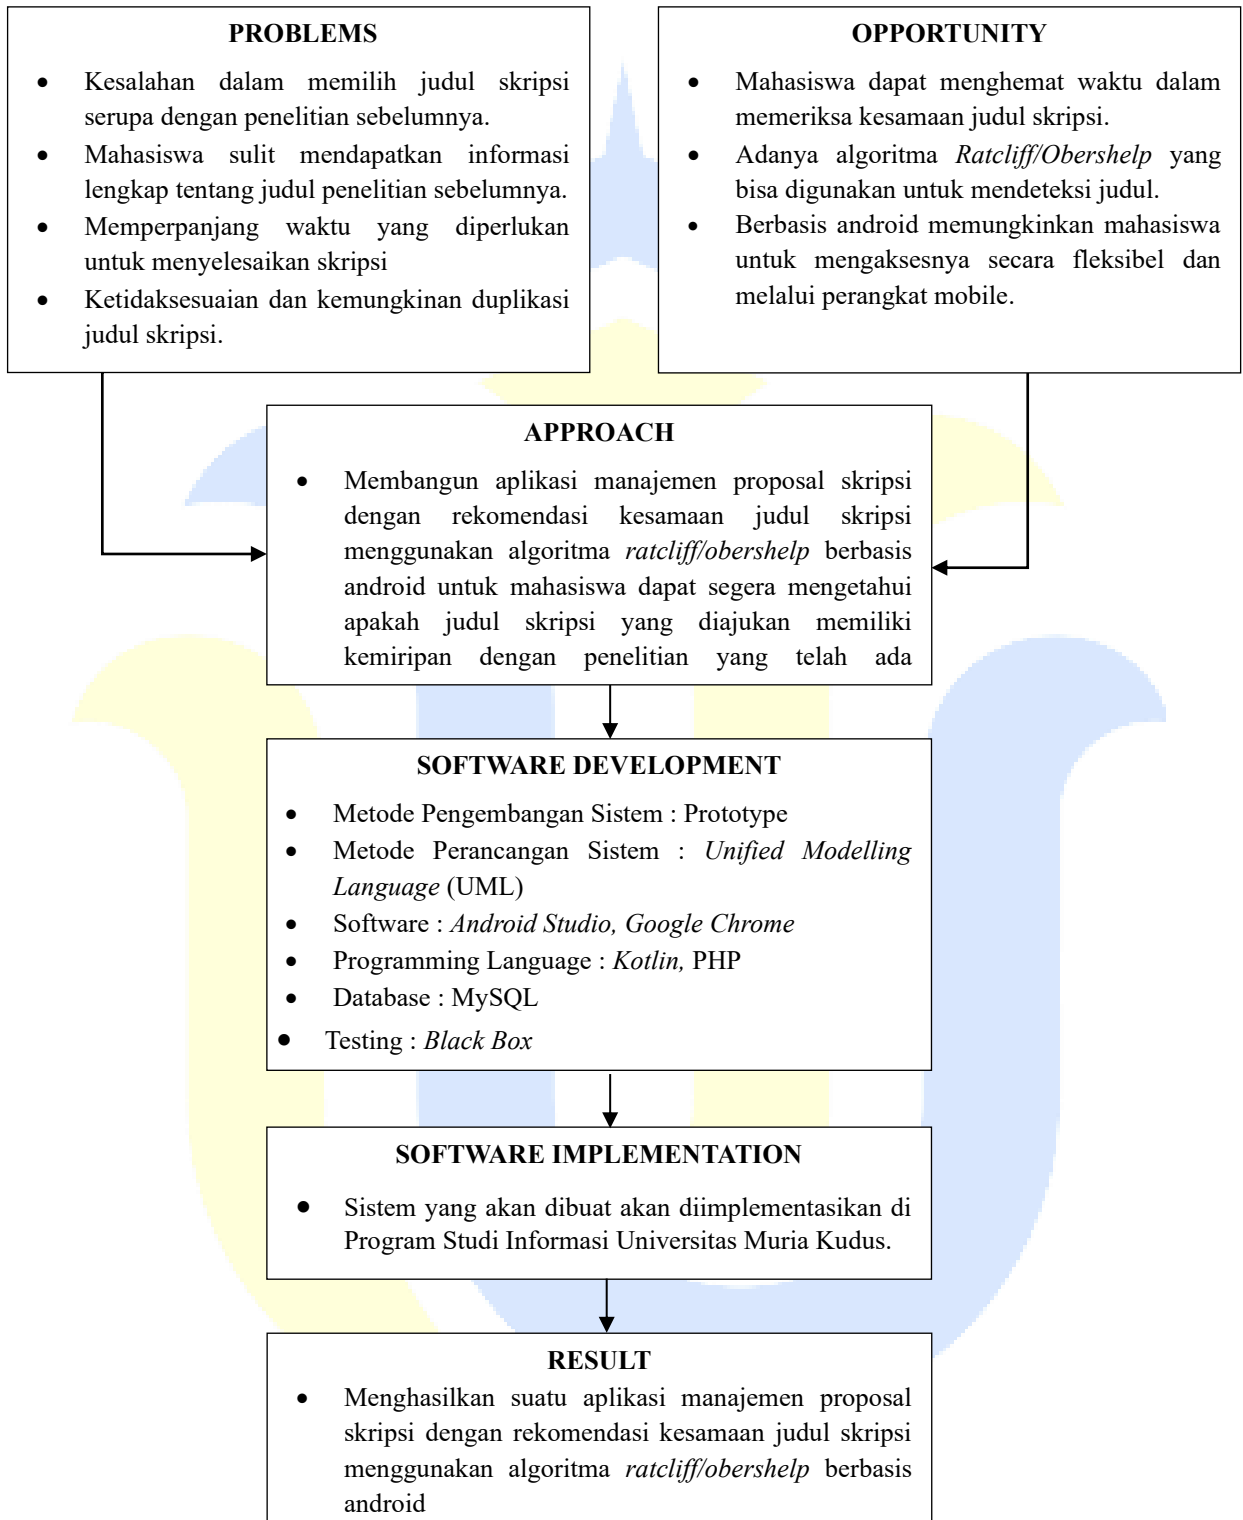 PROBLEMS
• Kesalahan dalam memilih judul skripsi
serupa dengan penelitian sebelumnya.
• Mahasiswa sulit mendapatkan informasi
lengkap tentang judul penelitian sebelumnya.
• Memperpanjang waktu yang diperlukan
untuk menyelesaikan skripsi
• Ketidaksesuaian dan kemungkinan duplikasi
judul skripsi.
OPPORTUNITY
• Mahasiswa dapat menghemat waktu dalam
memeriksa kesamaan judul skripsi.
• Adanya algoritma Ratcliff/Obershelp yang
bisa digunakan untuk mendeteksi judul.
• Berbasis android memungkinkan mahasiswa
untuk mengaksesnya secara fleksibel dan
melalui perangkat mobile.
APPROACH
• Membangun aplikasi manajemen proposal skripsi
dengan rekomendasi kesamaan judul skripsi
menggunakan algoritma ratcliff/obershelp berbasis
android untuk mahasiswa dapat segera mengetahui
apakah judul skripsi yang diajukan memiliki
kemiripan dengan penelitian yang telah ada
SOFTWARE DEVELOPMENT
• Metode Pengembangan Sistem : Prototype
• Metode Perancangan Sistem : Unified Modelling
Language (UML)
• Software : Android Studio, Google Chrome
• Programming Language : Kotlin, PHP
• Database : MySQL
• Testing : Black Box
SOFTWARE IMPLEMENTATION
• Sistem yang akan dibuat akan diimplementasikan di
Program Studi Informasi Universitas Muria Kudus.
RESULT
• Menghasilkan suatu aplikasi manajemen proposal
skripsi dengan rekomendasi kesamaan judul skripsi
menggunakan algoritma ratcliff/obershelp berbasis
android